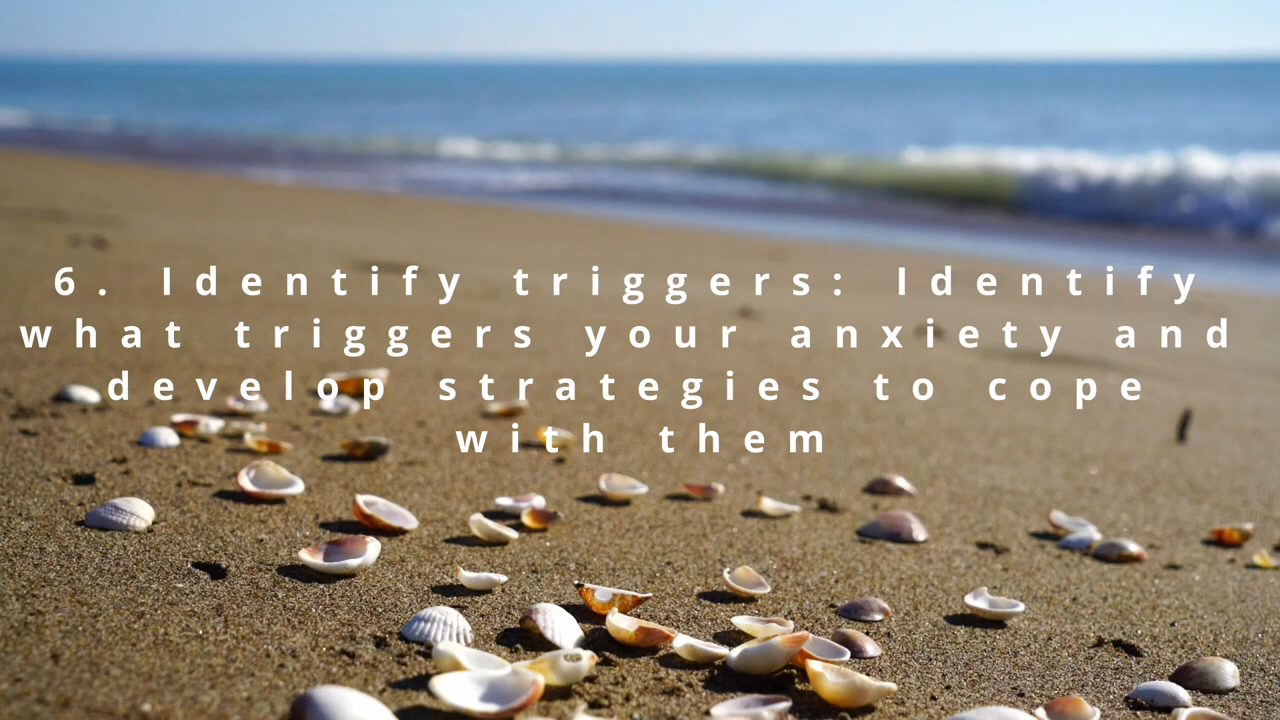 6. Identify triggers: Identify
what triggers your anxiety and
develop strategies to cope
with them